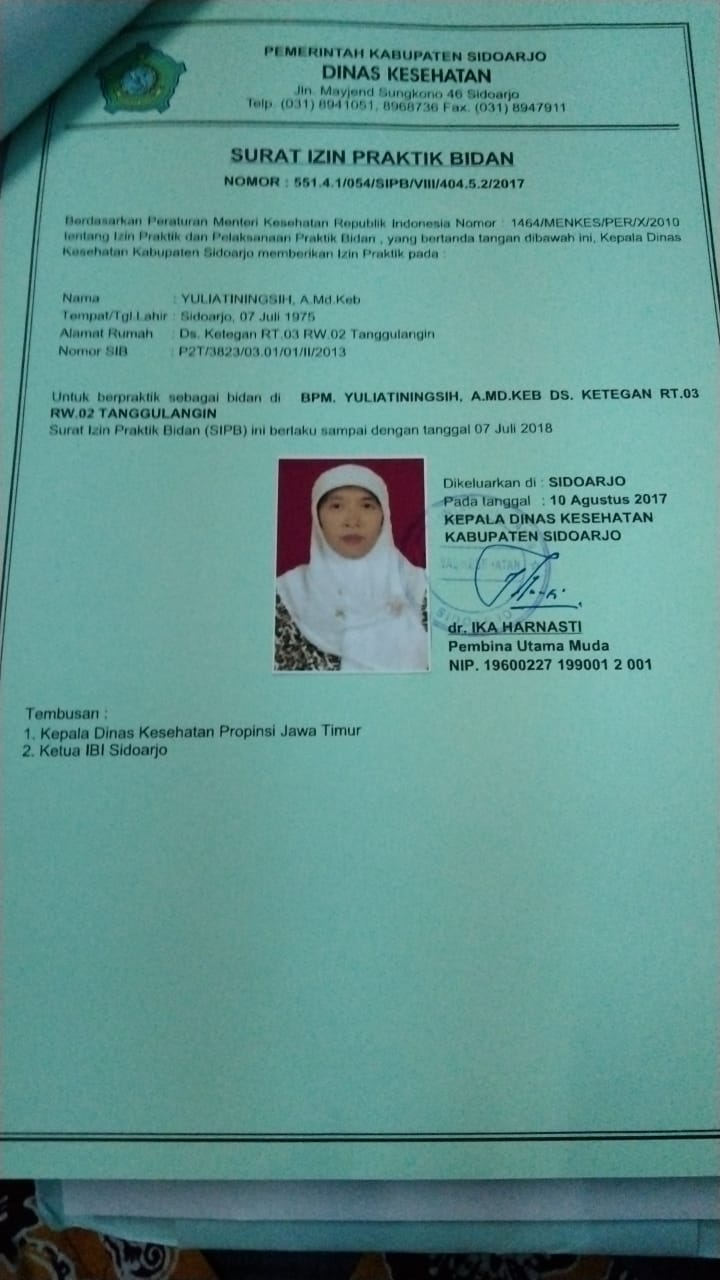 PEMERINTAH KABUPATEN SIDOARJO
DINAS KESEHATAN
Jln. Mayjend Sungkono 46 Sidoarjo
Telp. (031) 8941051, 8968736 Fax. (031) 8947911
SURAT IZIN PRAKTIK BIDAN
NOMOR : 551.4.1/054/SIPB/VIII/404.5.2/2017
Berdasarkan Peraturan Menteri Kesehatan Republik Indonesia Nomor : 1464/MENKES/PER/X/2010
tentang Izin Praktik dan Pelaksanaan Praktik Bidan , yang bertanda tangan dibawah ini, Kepala Dinas
Kesehatan Kabupaten Sidoarjo memberikan Izin Praktik pada :
Nama : YULIATININGSIH, A.Md.Keb
Tempat/Tgl.Lahir : Sidoarjo, 07 Juli 1975
Alamat Rumah : Ds. Ketegan RT.03 RW.02 Tanggulangin
Nomor SIB : P2T/3823/03.01/01/II/2013
Untuk berpraktik sebagai bidan di BPM. YULIATININGSIH, A.MD.KEB DS. KETEGAN RT.03
RW.02 TANGGULANGIN
Surat Izin Praktik Bidan (SIPB) ini berlaku sampai dengan tanggal 07 Juli 2018
Dikeluarkan di : SIDOARJO
Pada tanggal : 10 Agustus 2017
KEPALA DINAS KESEHATAN
KABUPATEN SIDOARJO
dr. IKA HARNASTI
Pembina Utama Muda
NIP. 19600227 199001 2 001
Tembusan :
1. Kepala Dinas Kesehatan Propinsi Jawa Timur
2. Ketua IBI Sidoarjo